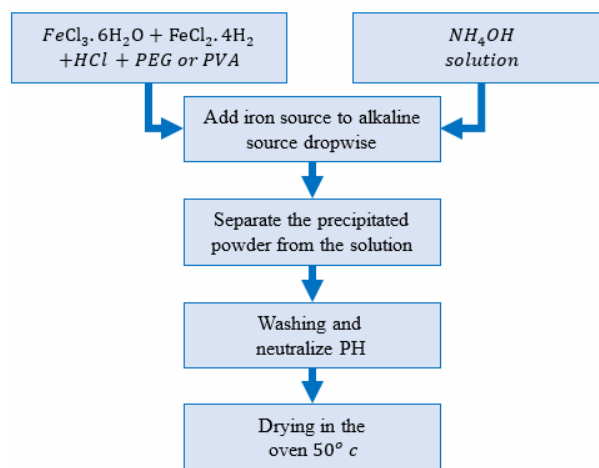 FeCl₃. 6H₂O + FeCl₂. 4H₂
+HCl + PEG or PVA
NH₄OH
solution
Add iron source to alkaline
source dropwise
Separate the precipitated
powder from the solution
Washing and
neutralize PH
Drying in the
oven 50° c